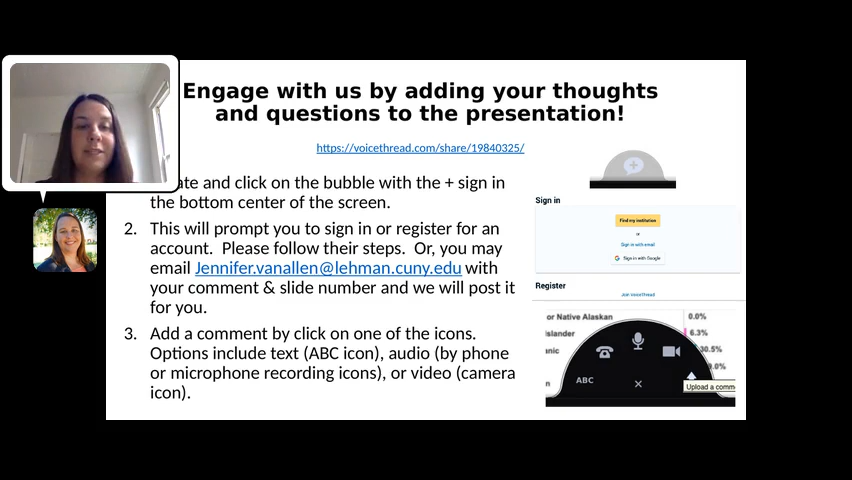 Engage with us by adding your thoughts
and questions to the presentation!
https://voicethread.com/share/19840325/
and click on the bubble with the + sign in
the bottom center of the screen.
2. This will prompt you to sign in or register for an
account. Please follow their steps. Or, you may
email Jennifer.vanallen@lehman.cuny.edu with
your comment & slide number and we will post it
for you.
3. Add a comment by click on one of the icons.
Options include text (ABC icon), audio (by phone
or microphone recording icons), or video (camera
icon).
Sign in
Find my institution
or
Sign in with email
Sign in with Google
Register
Join VoiceThread
or Native Alaskan 0.0%
6.3%
30.5%
ABC
Upload a